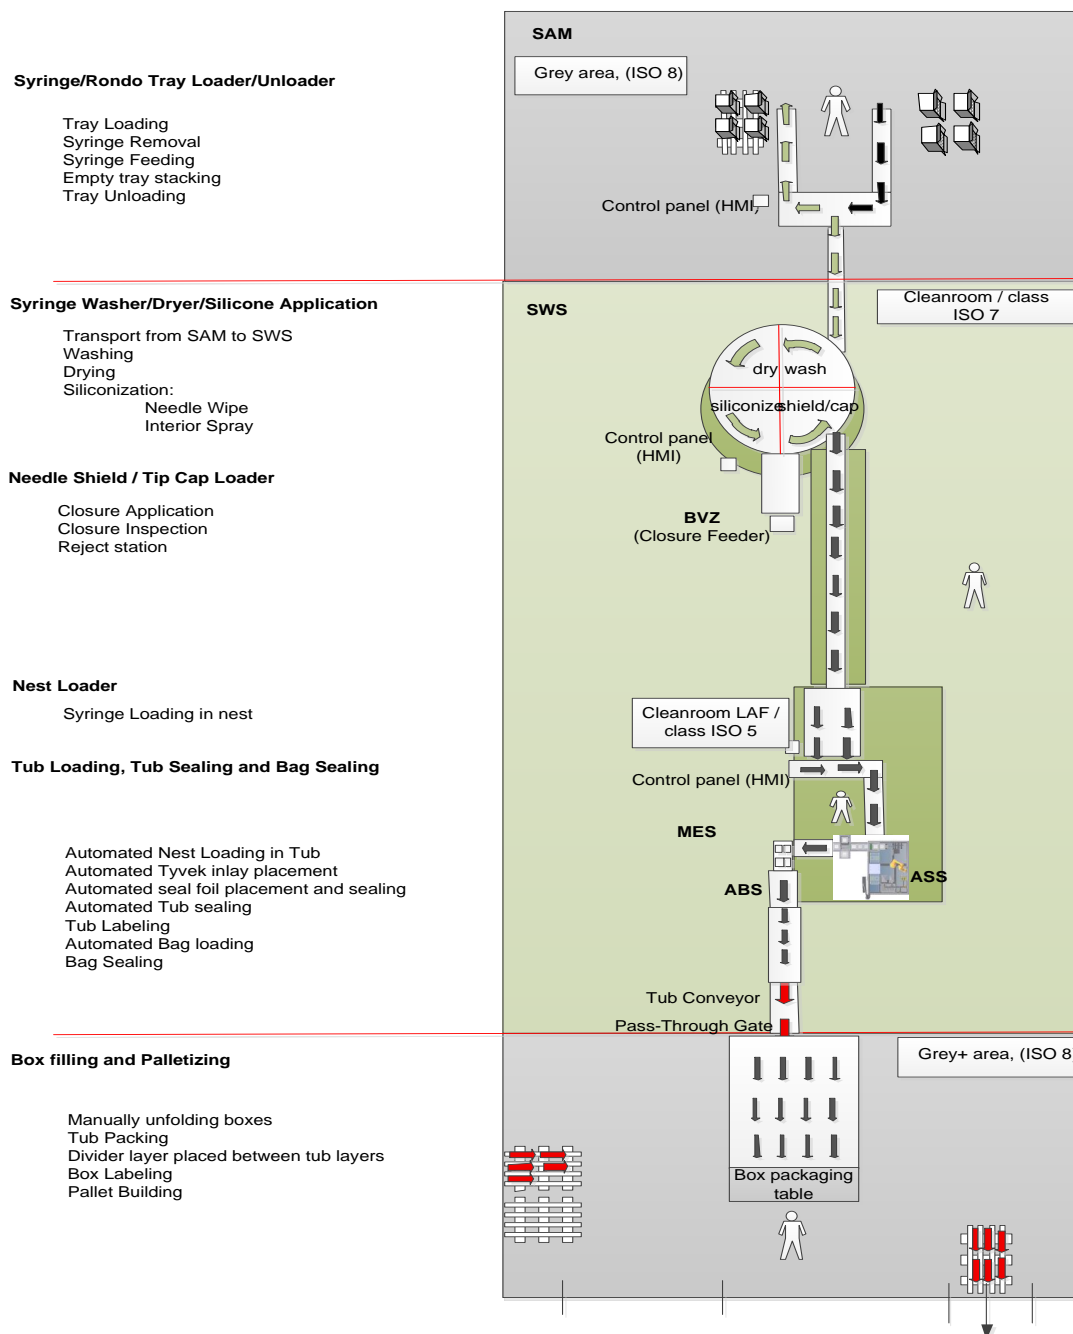 SAM
Grey area, (ISO 8)
Syringe/Rondo Tray Loader/Unloader
Tray Loading
Syringe Removal
Syringe Feeding
Empty tray stacking
Tray Unloading
Control panel (HMI)
Syringe Washer/Dryer/Silicone Application
SWS
Cleanroom / class
ISO 7
Transport from SAM to SWS
Washing
Drying
Siliconization:
Needle Wipe
Interior Spray
dry wash
siliconize shield/cap
Control panel
(HMI)
Needle Shield / Tip Cap Loader
Closure Application
Closure Inspection
Reject station
BVZ
(Closure Feeder)
Nest Loader
Syringe Loading in nest
Cleanroom LAF /
class ISO 5
Tub Loading, Tub Sealing and Bag Sealing
Control panel (HMI)
MES
ABS
ASS
Automated Nest Loading in Tub
Automated Tyvek inlay placement
Automated seal foil placement and sealing
Automated Tub sealing
Tub Labeling
Automated Bag loading
Bag Sealing
Tub Conveyor
Pass-Through Gate
Box filling and Palletizing
Grey+ area, (ISO 8)
Manually unfolding boxes
Tub Packing
Divider layer placed between tub layers
Box Labeling
Pallet Building
Box packaging
table